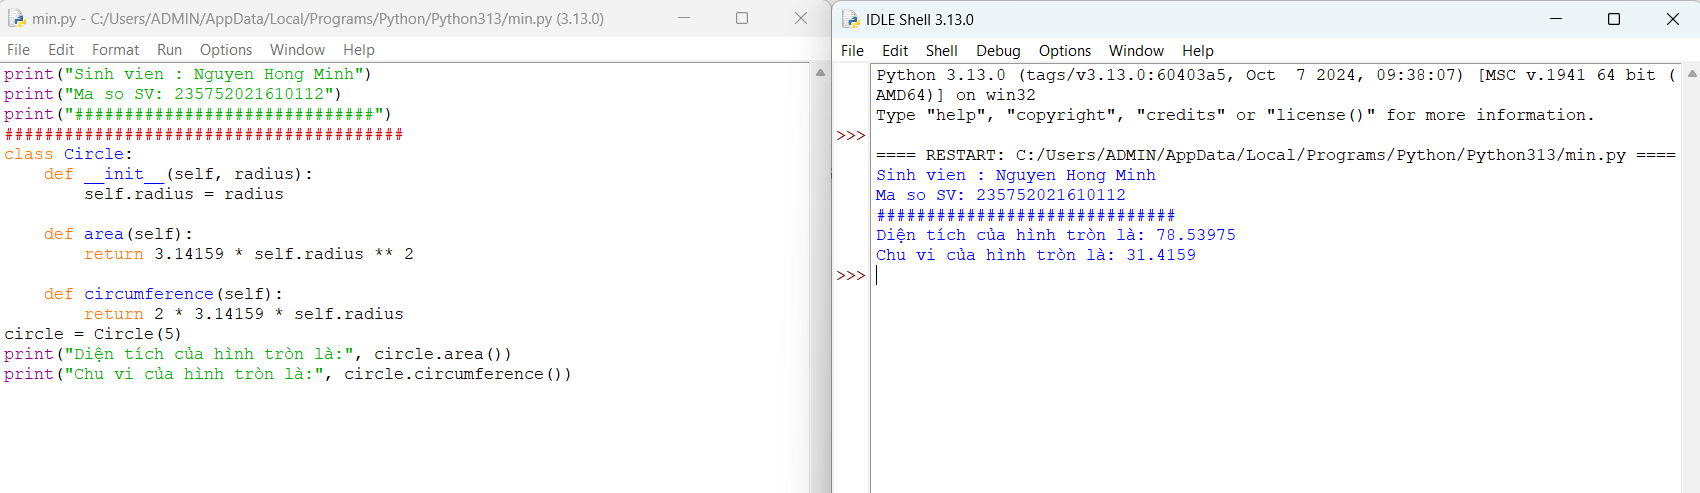 min.py - C:/Users/ADMIN/AppData/Local/Programs/Python/Python313/min.py (3.13.0)
File Edit Format Run Options Window Help
print("Sinh vien : Nguyen Hong Minh")
print("Ma so SV: 235752021610112")
print("##############################")
########################################
class Circle:
    def __init__(self, radius):
        self.radius = radius
    def area(self):
        return 3.14159 * self.radius ** 2
    def circumference(self):
        return 2 * 3.14159 * self.radius
circle = Circle(5)
print("Diện tích của hình tròn là:", circle.area())
print("Chu vi của hình tròn là:", circle.circumference())
IDLE Shell 3.13.0
File Edit Shell Debug Options Window Help
Python 3.13.0 (tags/v3.13.0:60403a5, Oct  7 2024, 09:38:07) [MSC v.1941 64 bit (
AMD64)] on win32
Type "help", "copyright", "credits" or "license()" for more information.
>>>
==== RESTART: C:/Users/ADMIN/AppData/Local/Programs/Python/Python313/min.py ====
Sinh vien : Nguyen Hong Minh
Ma so SV: 235752021610112
##############################
Diện tích của hình tròn là: 78.53975
Chu vi của hình tròn là: 31.4159
>>>